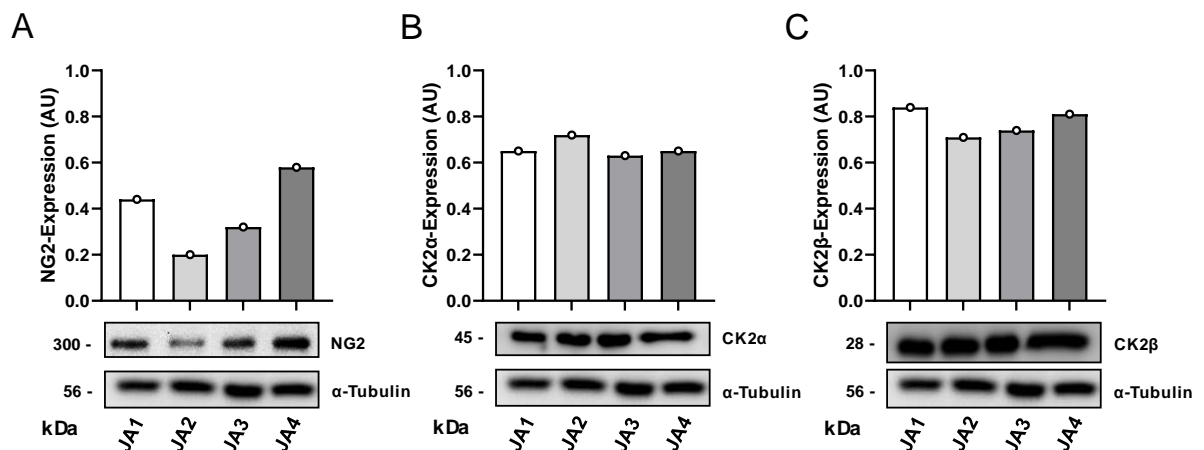 A
NG2-Expression (AU)
1.0
0.8
0.6
0.4
0.2
0.0
300 -
NG2
56 -
α-Tubulin
kDa
JA1
JA2
JA3
JA4
B
CK2α-Expression (AU)
1.0
0.8
0.6
0.4
0.2
0.0
45 -
CK2α
56 -
α-Tubulin
kDa
JA1
JA2
JA3
JA4
C
CK2β-Expression (AU)
1.0
0.8
0.6
0.4
0.2
0.0
28 -
CK2β
56 -
α-Tubulin
kDa
JA1
JA2
JA3
JA4